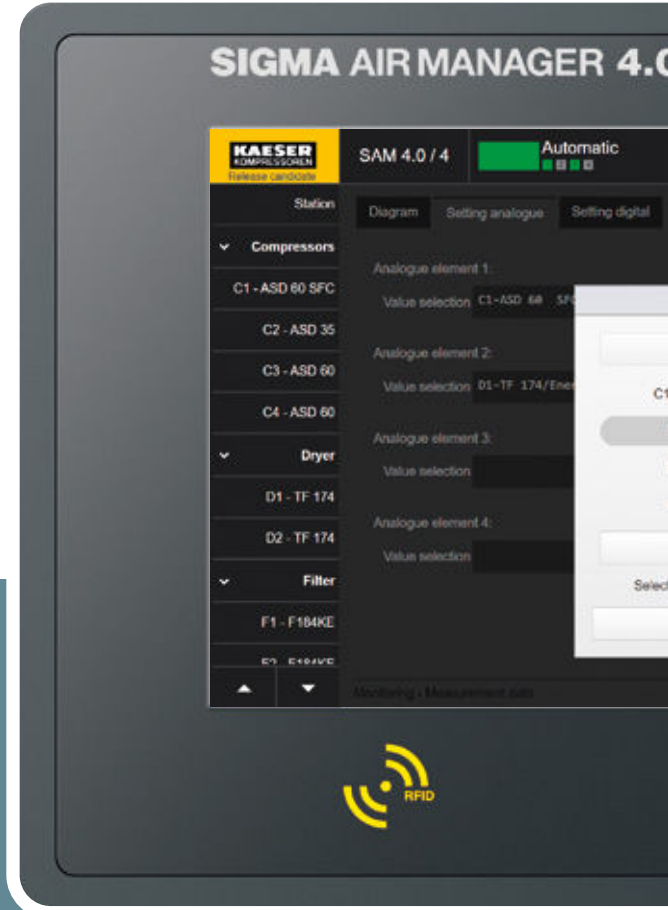 SIGMA AIR MANAGER 4.0
KAESER
KOMPRESSOREN
Release candidate
SAM 4.0 / 4
Automatic
Station
Diagram
Setting analogue
Setting digital
Compressors
Analogue element 1:
C1 - ASD 60 SFC
Value selection
C1-ASD 60 SFC
C2 - ASD 35
Analogue element 2:
C3 - ASD 60
Value selection
D1-TF 174/Ener
C1
C4 - ASD 60
Analogue element 3:
Dryer
Value selection
D1 - TF 174
Analogue element 4:
D2 - TF 174
Value selection
Filter
Select
F1 - F184KE
F2 - F184KE
Monitoring - Measurement data
RFID